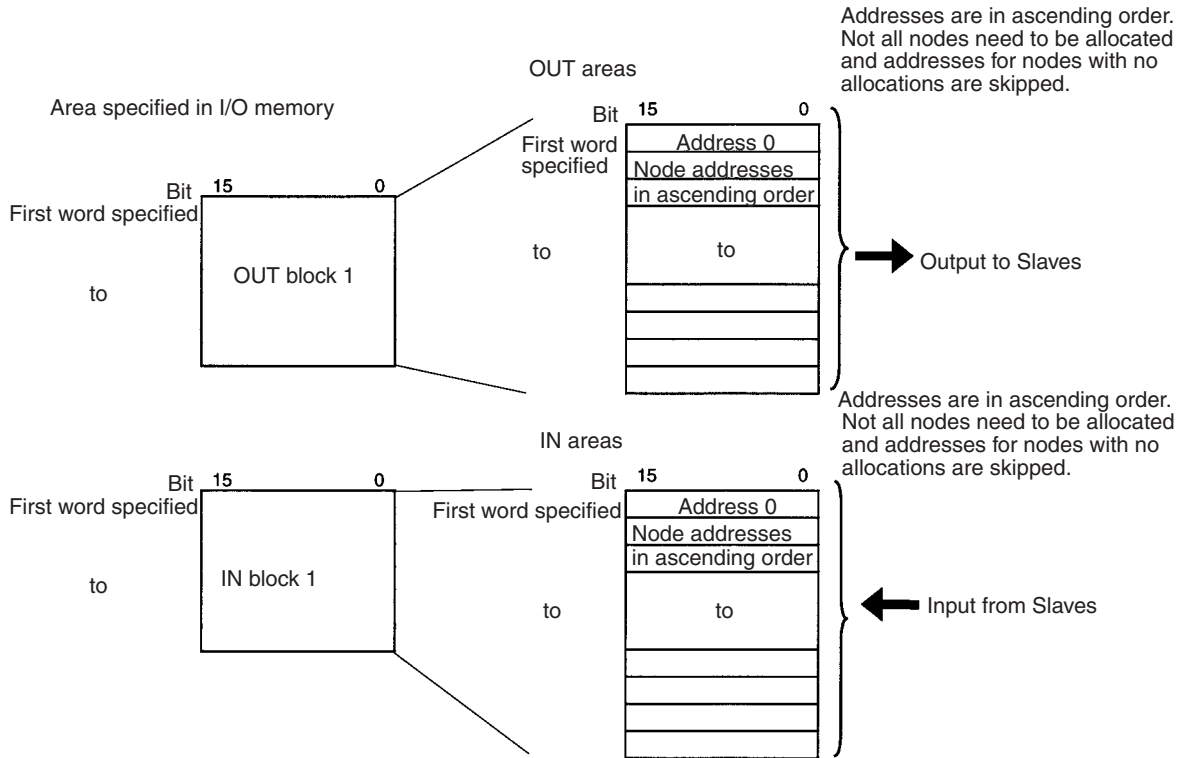 Addresses are in ascending order.
Not all nodes need to be allocated
and addresses for nodes with no
allocations are skipped.
OUT areas
Area specified in I/O memory
Bit 15 0
First word specified
to
OUT block 1
Bit 15 0
First word
specified
Address 0
Node addresses
in ascending order
to
to
Output to Slaves
Addresses are in ascending order.
Not all nodes need to be allocated
and addresses for nodes with no
allocations are skipped.
IN areas
Bit 15 0
First word specified
to
IN block 1
Bit 15 0
First word specified
Address 0
Node addresses
in ascending order
to
to
Input from Slaves